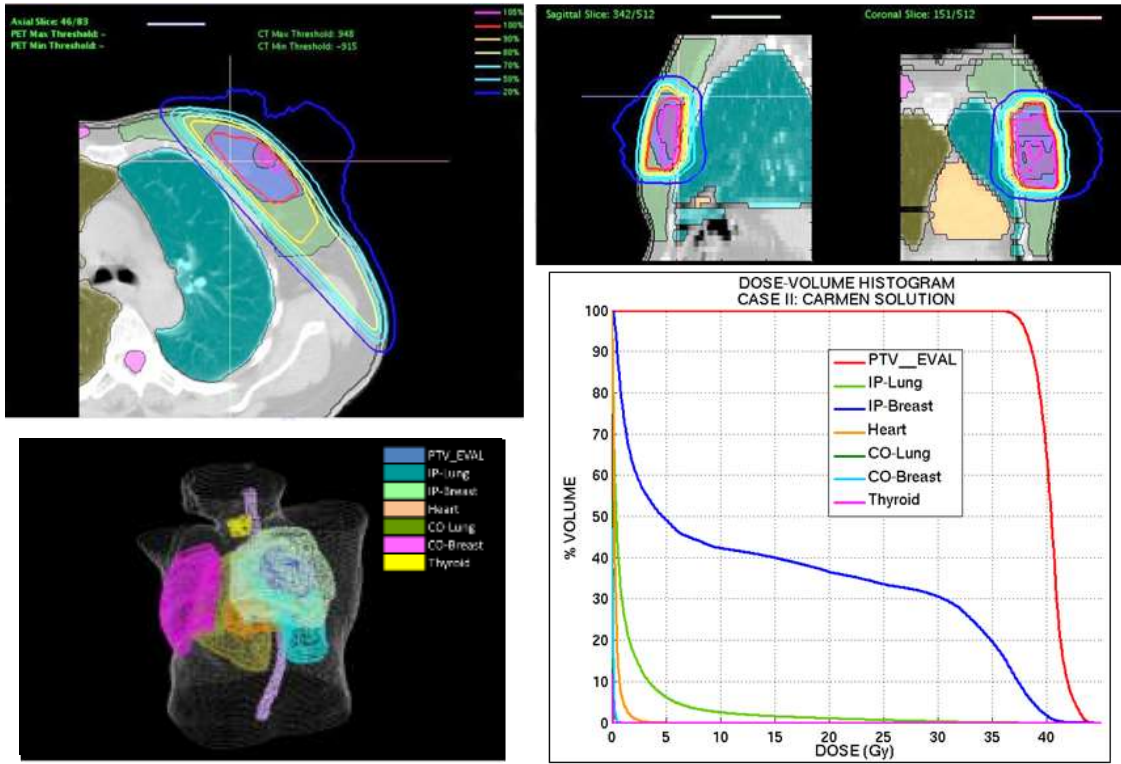 Axial Slice: 46/83
PET Max Threshold: -
PET Min Threshold: -
CT Max Threshold: 948
CT Min Threshold: -915
105%
100%
90%
80%
70%
50%
20%
Sagittal Slice: 342/512
Coronal Slice: 151/512
PTV_EVAL
IP-Lung
IP-Breast
Heart
CO-Lung
CO-Breast
Thyroid
DOSE-VOLUME HISTOGRAM
CASE II: CARMEN SOLUTION
% VOLUME
100
90
80
70
60
50
40
30
20
10
0
PTV__EVAL
IP-Lung
IP-Breast
Heart
CO-Lung
CO-Breast
Thyroid
0 5 10 15 20 25 30 35 40
DOSE (Gy)